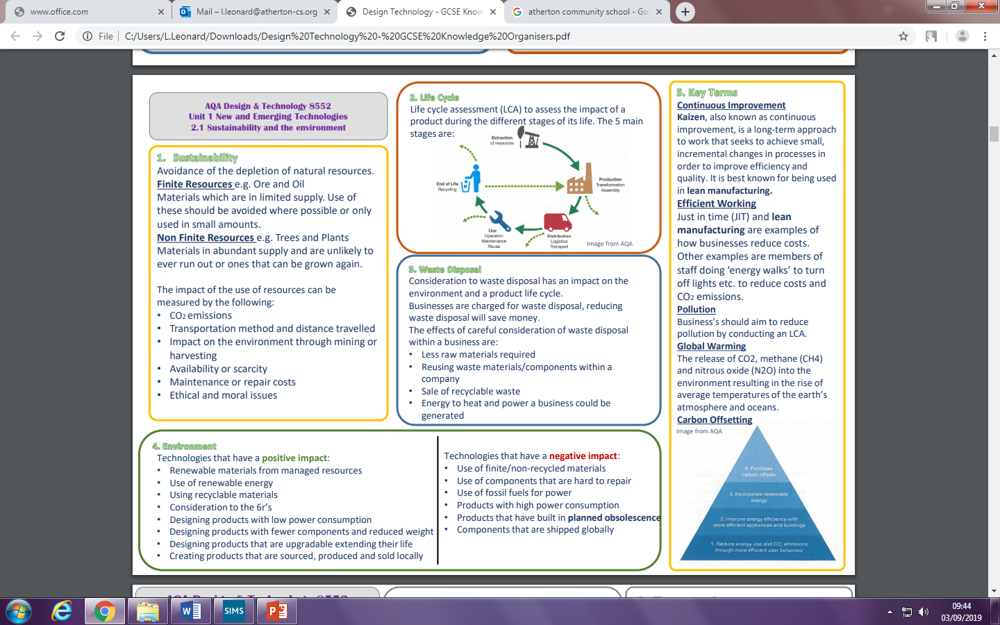 www.office.com
Mail – l.leonard@atherton-cs.org
Design Technology - GCSE Know
atherton community school - Go
File
C:/Users/L.Leonard/Downloads/Design%20Technology%20-%20GCSE%20Knowledge%20Organisers.pdf
AQA Design & Technology 8552
Unit 1 New and Emerging Technologies
2.1 Sustainability and the environment
1. Sustainability
Avoidance of the depletion of natural resources.
Finite Resources e.g. Ore and Oil
Materials which are in limited supply. Use of
these should be avoided where possible or only
used in small amounts.
Non Finite Resources e.g. Trees and Plants
Materials in abundant supply and are unlikely to
ever run out or ones that can be grown again.
The impact of the use of resources can be
measured by the following:
• CO2 emissions
• Transportation method and distance travelled
• Impact on the environment through mining or
harvesting
• Availability or scarcity
• Maintenance or repair costs
• Ethical and moral issues
2. Life Cycle
Life cycle assessment (LCA) to assess the impact of a
product during the different stages of its life. The 5 main
stages are:
Extraction
of resources
Production
Transformation
Assembly
Distribution
Logistics
Transport
Use
Operation
Maintenance
Reuse
End of Life
Recycling
Image from AQA
3. Waste Disposal
Consideration to waste disposal has an impact on the
environment and a product life cycle.
Businesses are charged for waste disposal, reducing
waste disposal will save money.
The effects of careful consideration of waste disposal
within a business are:
• Less raw materials required
• Reusing waste materials/components within a
company
• Sale of recyclable waste
• Energy to heat and power a business could be
generated
4. Environment
Technologies that have a positive impact:
• Renewable materials from managed resources
• Use of renewable energy
• Using recyclable materials
• Consideration to the 6r's
• Designing products with low power consumption
• Designing products with fewer components and reduced weight
• Designing products that are upgradable extending their life
• Creating products that are sourced, produced and sold locally
Technologies that have a negative impact:
• Use of finite/non-recycled materials
• Use of components that are hard to repair
• Use of fossil fuels for power
• Products with high power consumption
• Products that have built in planned obsolescence
• Components that are shipped globally
5. Key Terms
Continuous Improvement
Kaizen, also known as continuous
improvement, is a long-term approach
to work that seeks to achieve small,
incremental changes in processes in
order to improve efficiency and
quality. It is best known for being used
in lean manufacturing.
Efficient Working
Just in time (JIT) and lean
manufacturing are examples of
how businesses reduce costs.
Other examples are members of
staff doing ‘energy walks’ to turn
off lights etc. to reduce costs and
CO2 emissions.
Pollution
Business’s should aim to reduce
pollution by conducting an LCA.
Global Warming
The release of CO2, methane (CH4)
and nitrous oxide (N2O) into the
environment resulting in the rise of
average temperatures of the earth’s
atmosphere and oceans.
Carbon Offsetting
Image from AQA
4. Purchase
carbon offsets
3. Incorporate renewable
energy
2. Improve energy efficiency with
more efficient appliances and buildings
1. Reduce energy use and CO2 emissions
through more efficient user behaviour
SIMS
09:44
03/09/2019